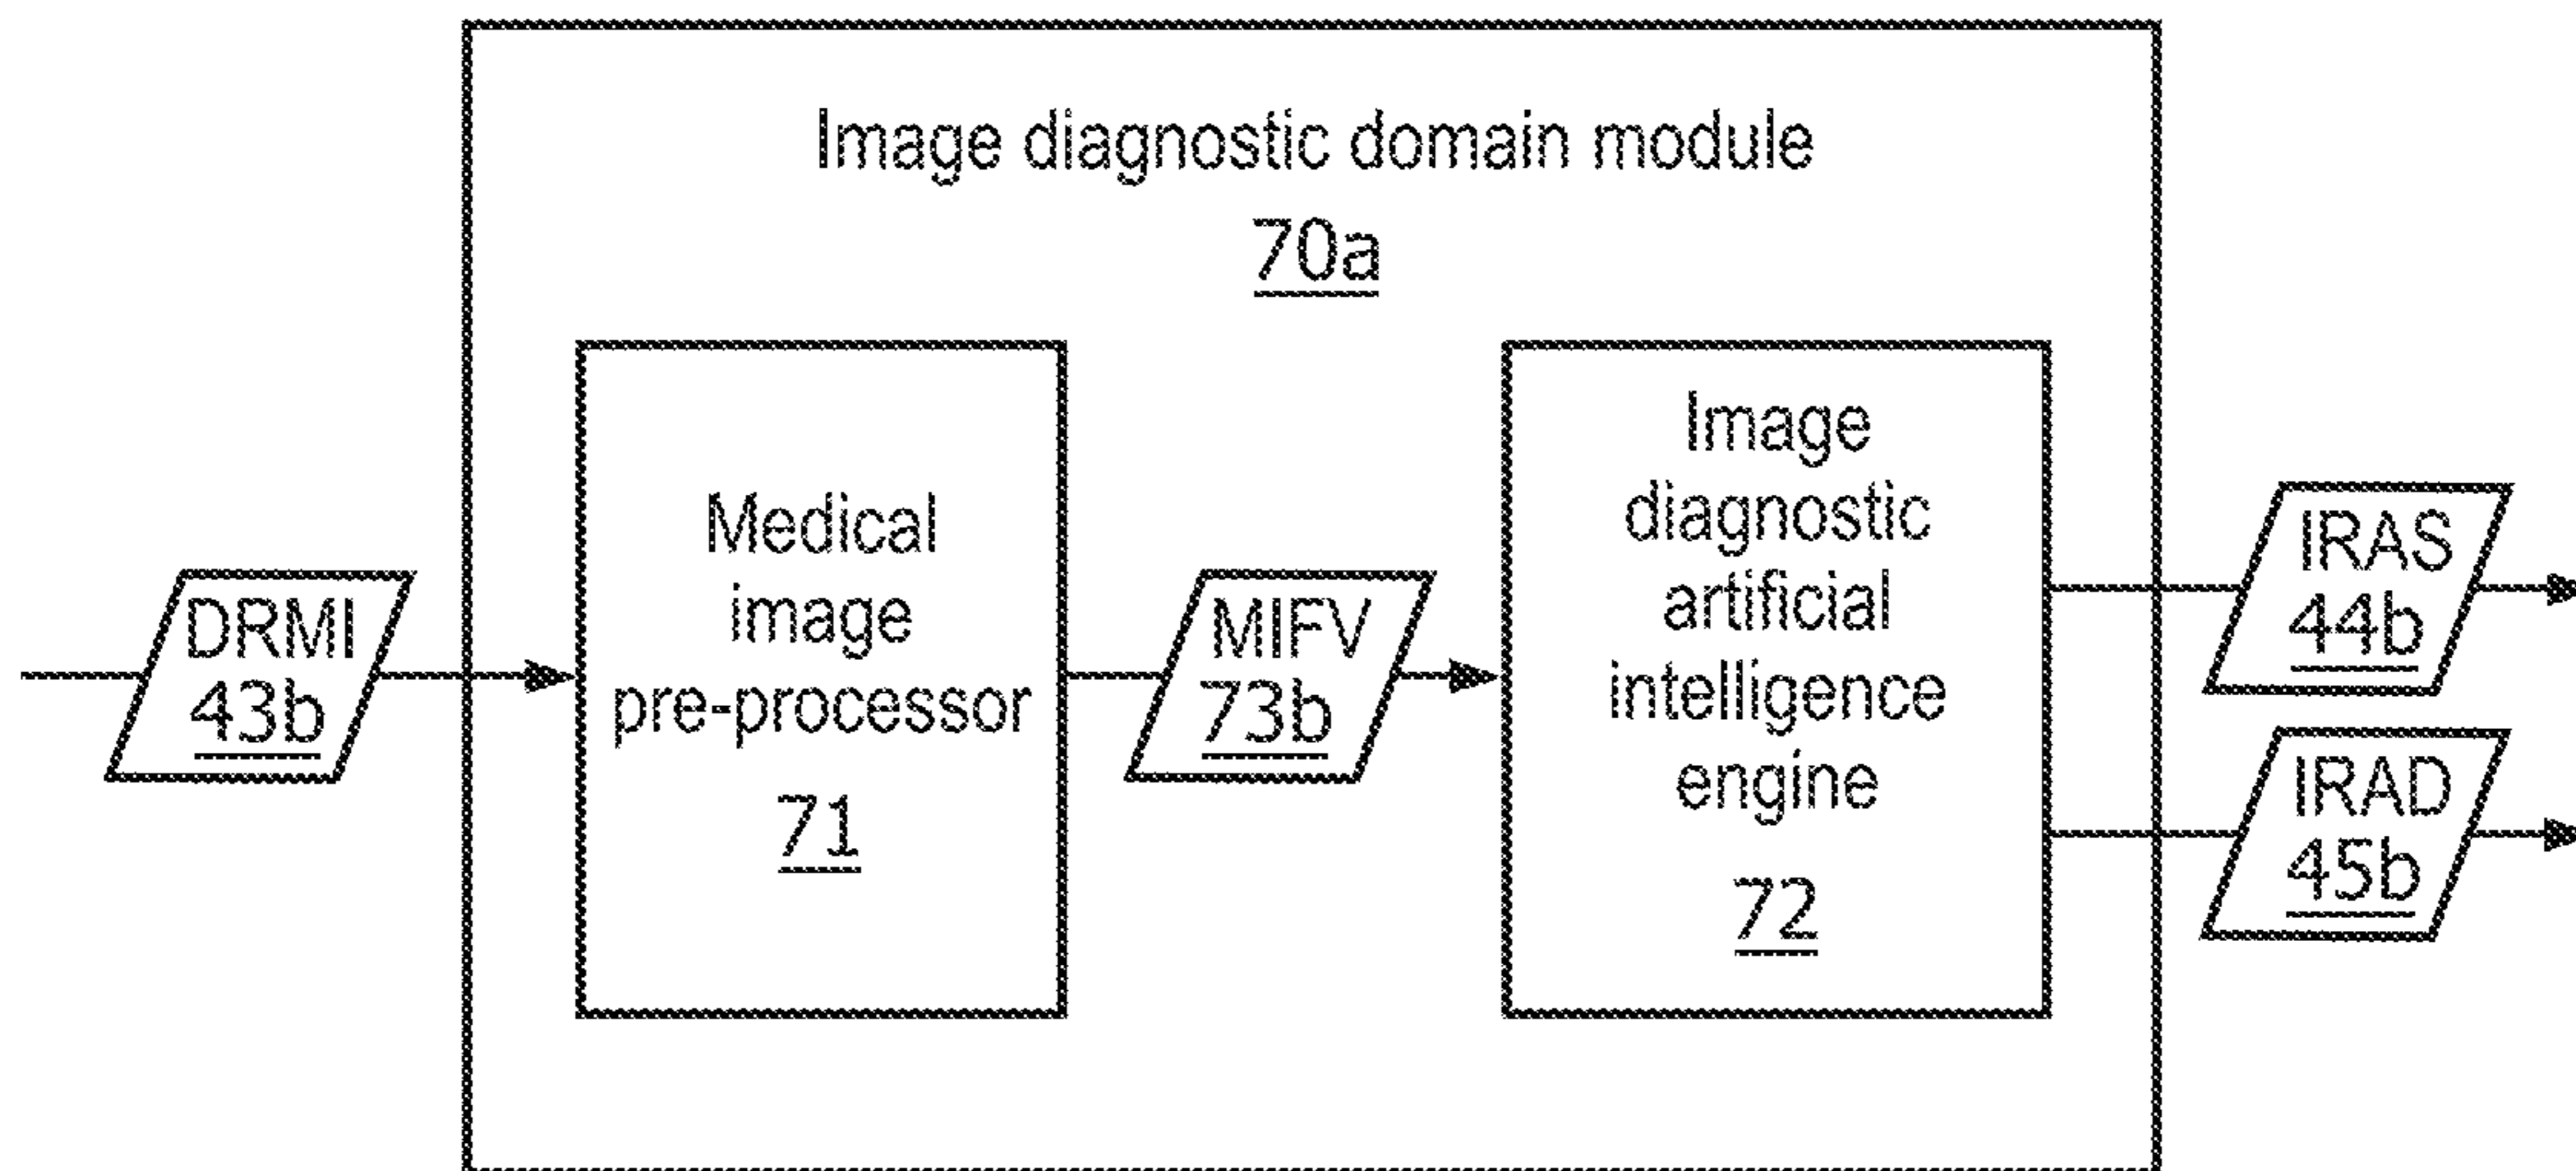 Image diagnostic domain module
70a
DRMI
43b
Medical
image
pre-processor
71
MIFV
73b
Image
diagnostic
artificial
intelligence
engine
72
IRAS
44b
IRAD
45b